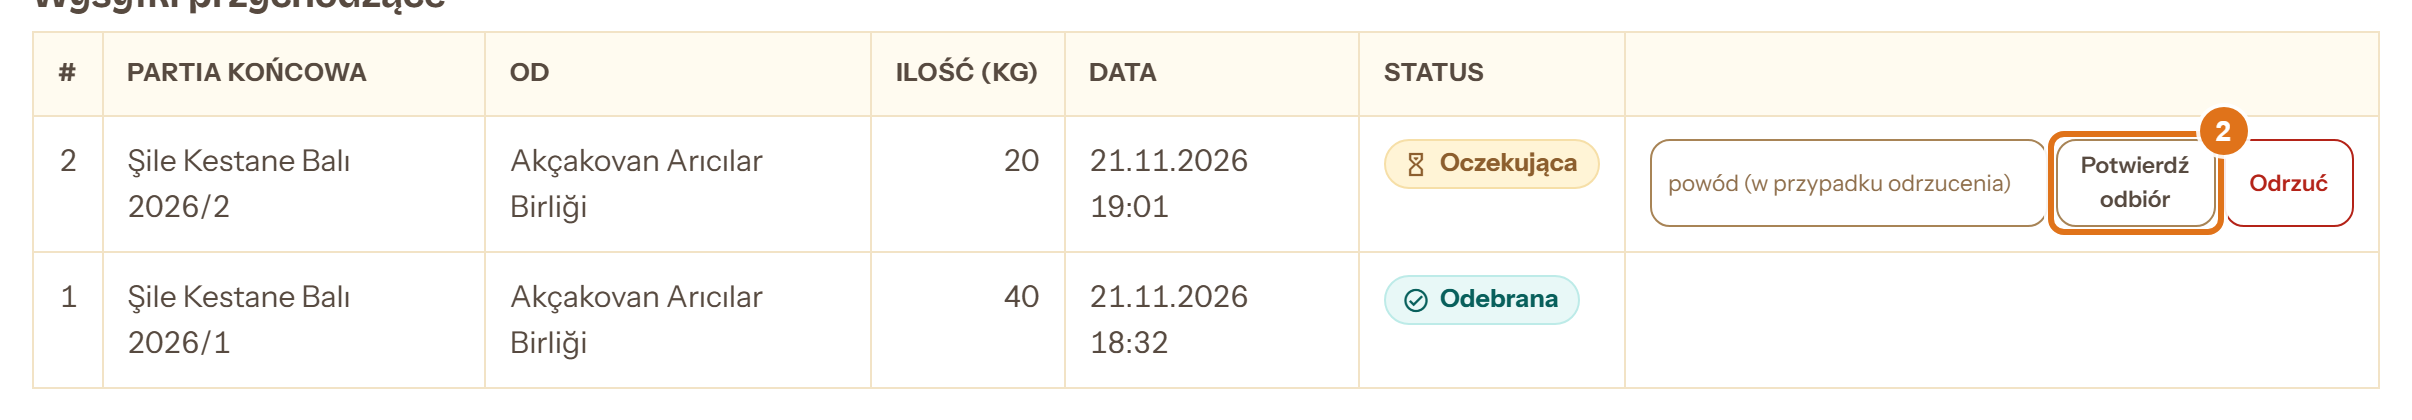 Wysyłki przychodzące
# PARTIA KOŃCOWA OD ILOŚĆ (KG) DATA STATUS
2 Şile Kestane Balı 2026/2 Akçakovan Arıcılar Birliği 20 21.11.2026 19:01 Oczekująca powód (w przypadku odrzucenia) Potwierdź odbiór 2 Odrzuć
1 Şile Kestane Balı 2026/1 Akçakovan Arıcılar Birliği 40 21.11.2026 18:32 Odebrana